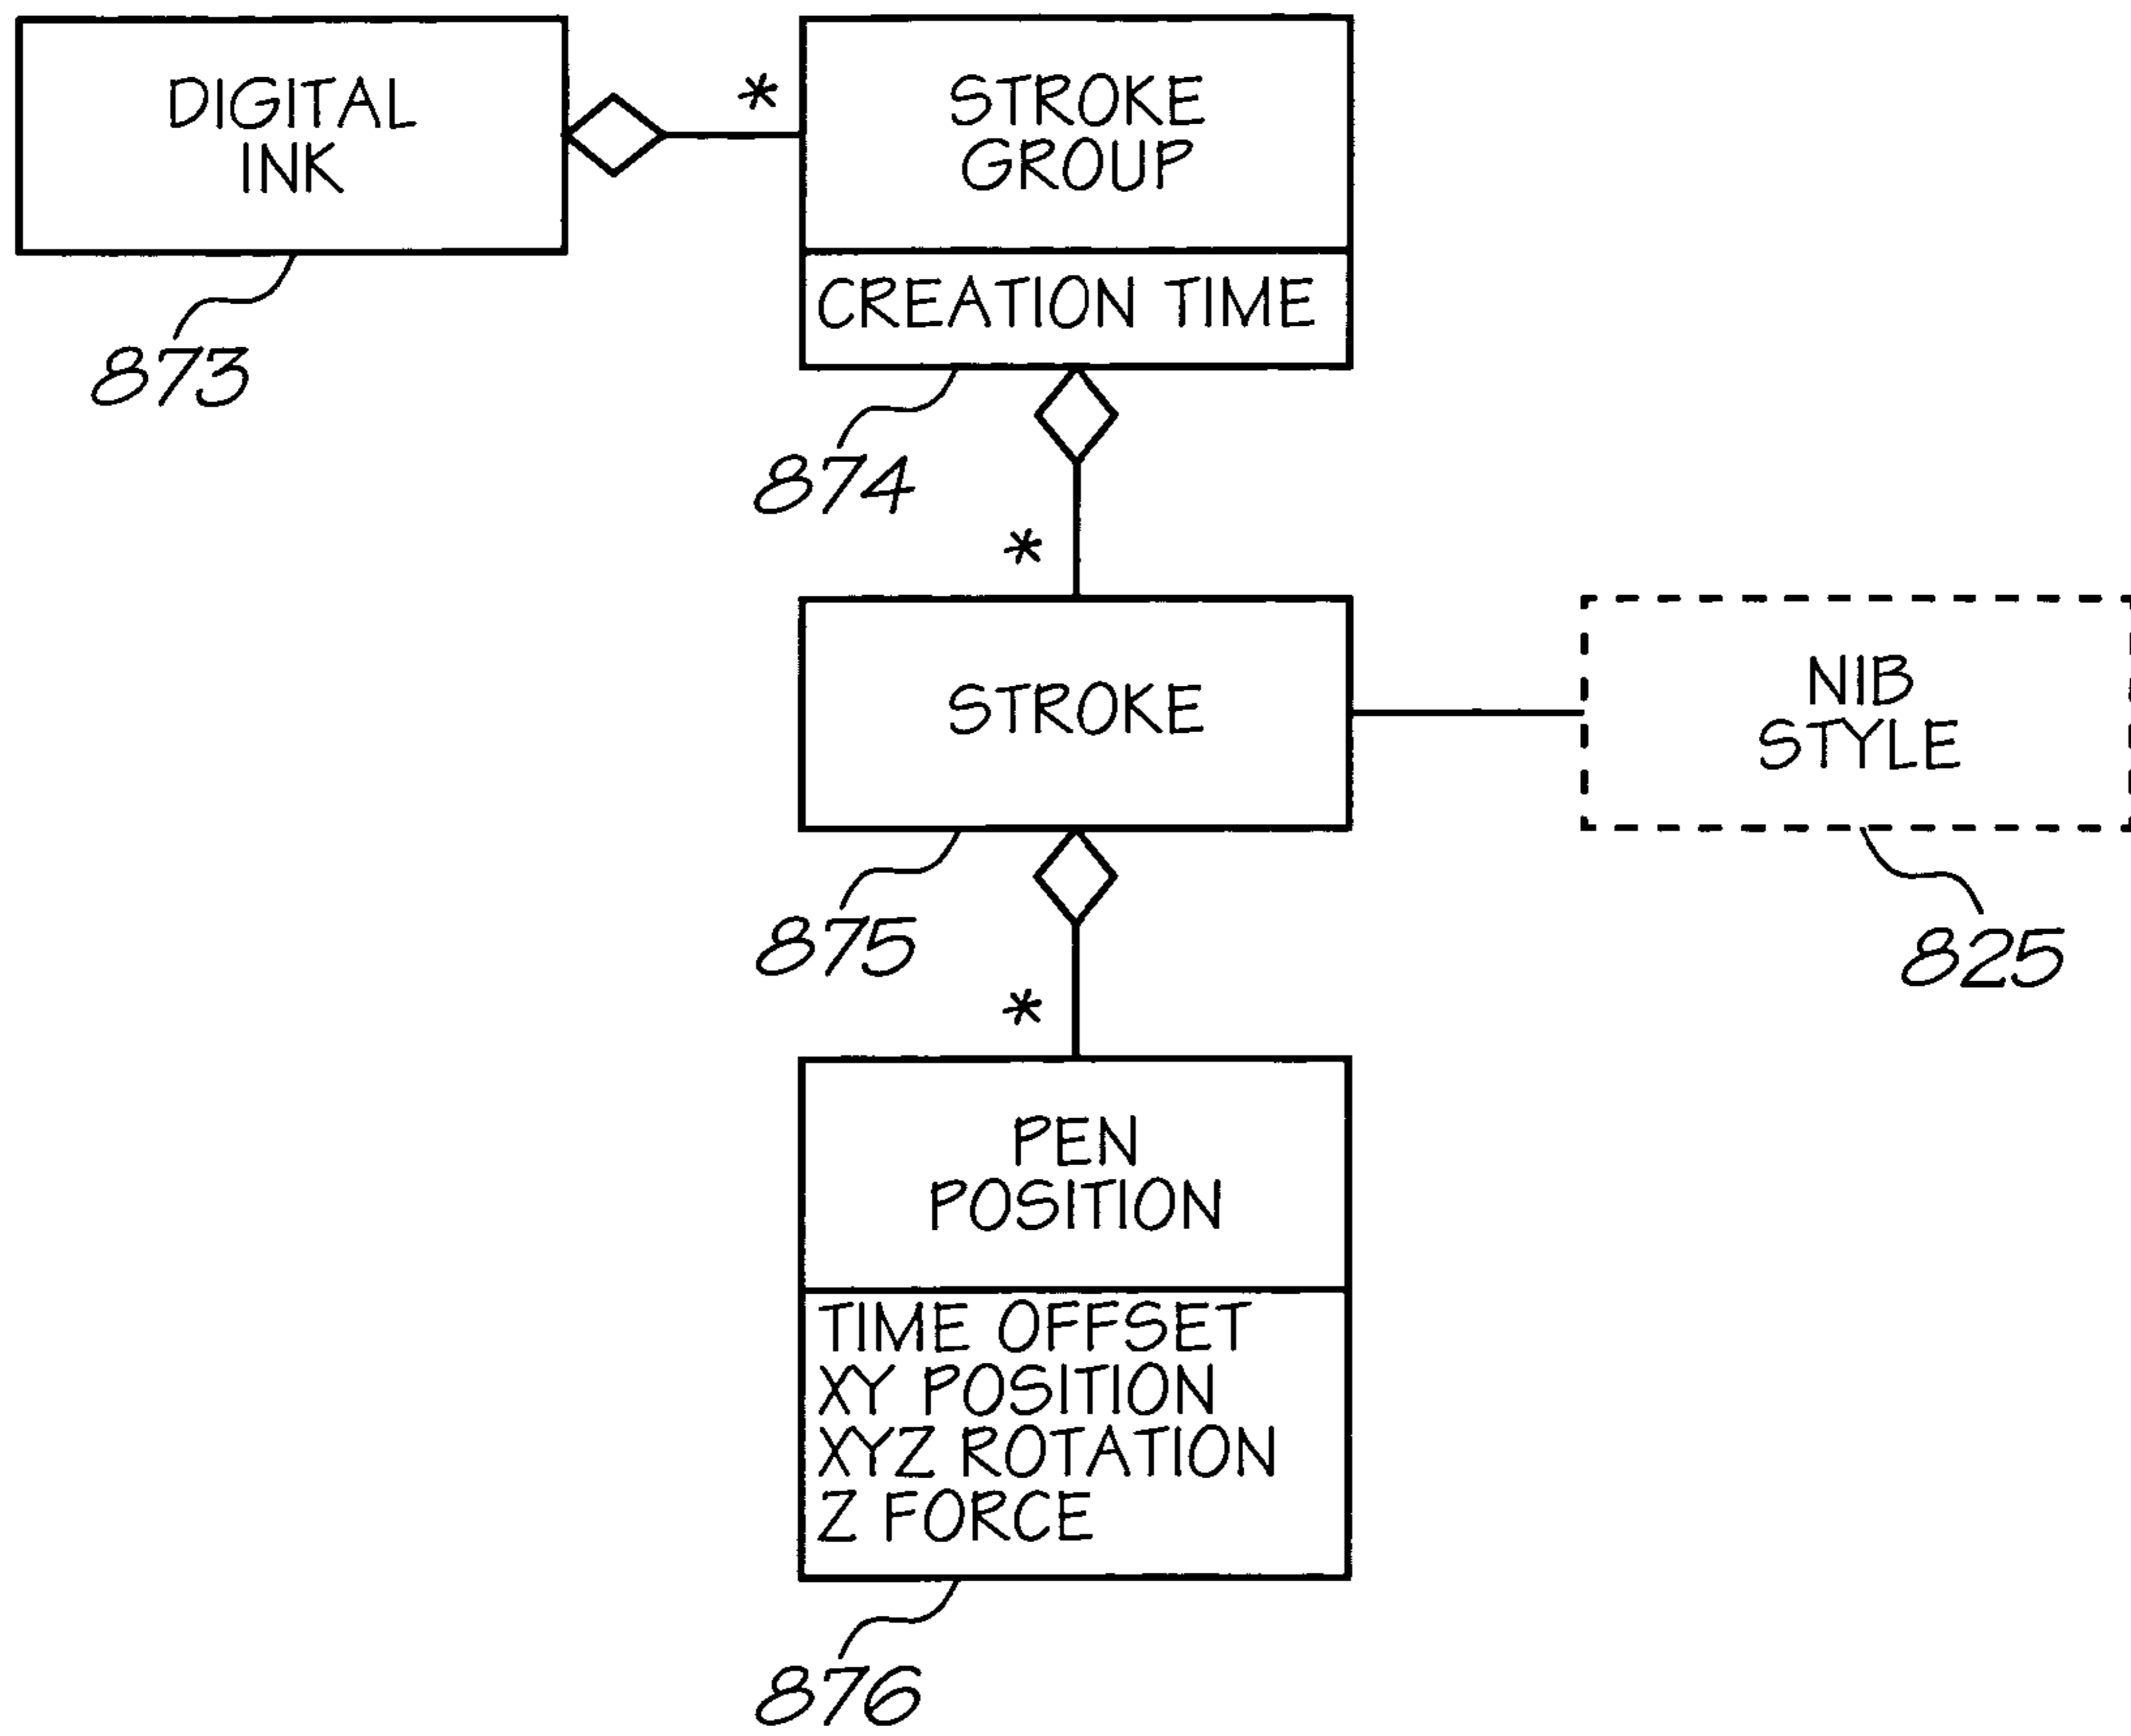 DIGITAL
INK
873
*
STROKE
GROUP
CREATION TIME
874
*
STROKE
875
NIB
STYLE
825
*
PEN
POSITION
TIME OFFSET
XY POSITION
XYZ ROTATION
Z FORCE
876